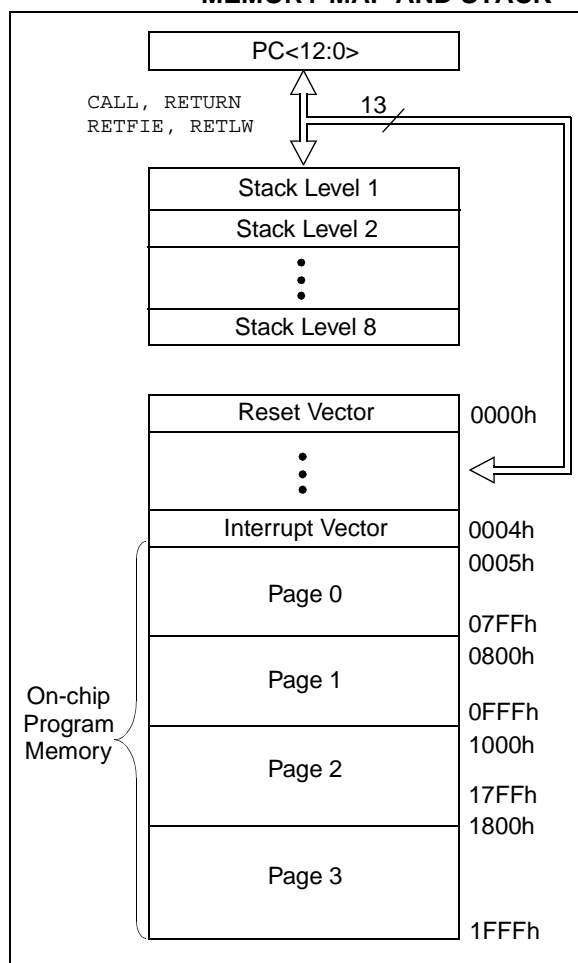 MEMORY MAP AND STACK
PC<12:0>
CALL, RETURN
RETFIE, RETLW
13
Stack Level 1
Stack Level 2
Stack Level 8
Reset Vector
0000h
Interrupt Vector
0004h
0005h
Page 0
07FFh
0800h
Page 1
0FFFh
On-chip
Program
Memory
1000h
Page 2
17FFh
1800h
Page 3
1FFFh